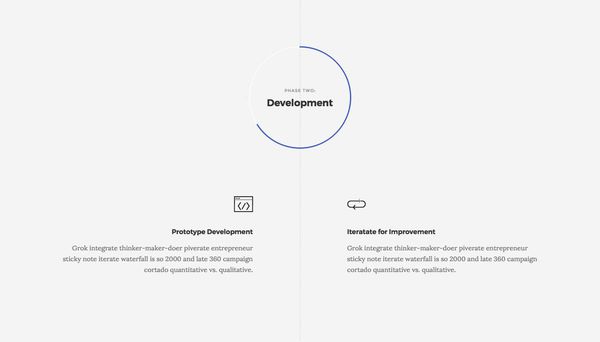 PHASE TWO:
Development
Prototype Development
Grok integrate thinker-maker-doer piverate entrepreneur
sticky note iterate waterfall is so 2000 and late 360 campaign
cortado quantitative vs. qualitative.
Iteratate for Improvement
Grok integrate thinker-maker-doer piverate entrepreneur
sticky note iterate waterfall is so 2000 and late 360 campaign
cortado quantitative vs. qualitative.